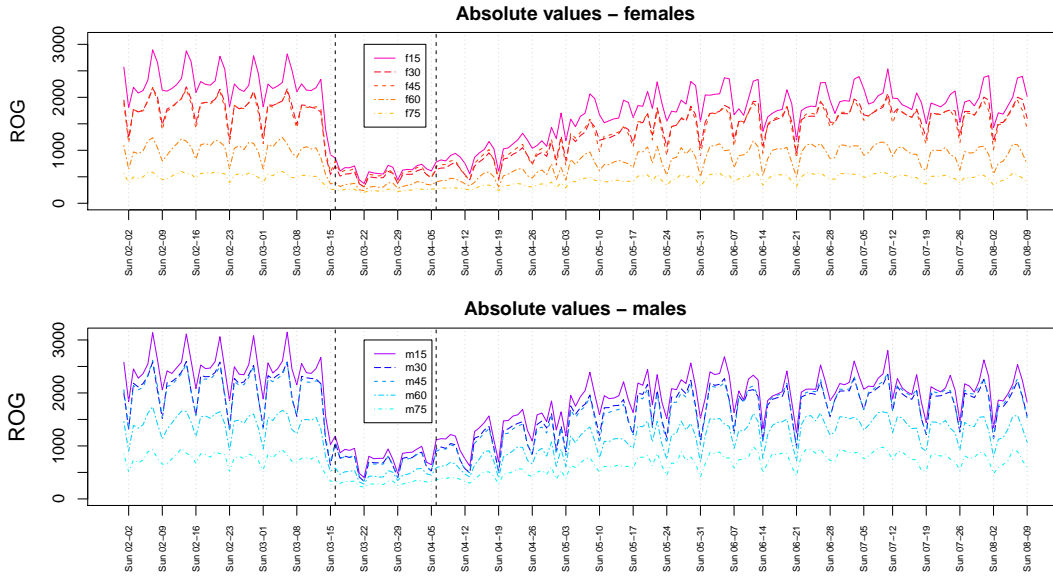 Absolute values – females
ROG
3000
2000
1000
0
f15
f30
f45
f60
f75
Sun 02–02
Sun 02–09
Sun 02–16
Sun 02–23
Sun 03–01
Sun 03–08
Sun 03–15
Sun 03–22
Sun 03–29
Sun 04–05
Sun 04–12
Sun 04–19
Sun 04–26
Sun 05–03
Sun 05–10
Sun 05–17
Sun 05–24
Sun 05–31
Sun 06–07
Sun 06–14
Sun 06–21
Sun 06–28
Sun 07–05
Sun 07–12
Sun 07–19
Sun 07–26
Sun 08–02
Sun 08–09
Absolute values – males
ROG
3000
2000
1000
0
m15
m30
m45
m60
m75
Sun 02–02
Sun 02–09
Sun 02–16
Sun 02–23
Sun 03–01
Sun 03–08
Sun 03–15
Sun 03–22
Sun 03–29
Sun 04–05
Sun 04–12
Sun 04–19
Sun 04–26
Sun 05–03
Sun 05–10
Sun 05–17
Sun 05–24
Sun 05–31
Sun 06–07
Sun 06–14
Sun 06–21
Sun 06–28
Sun 07–05
Sun 07–12
Sun 07–19
Sun 07–26
Sun 08–02
Sun 08–09